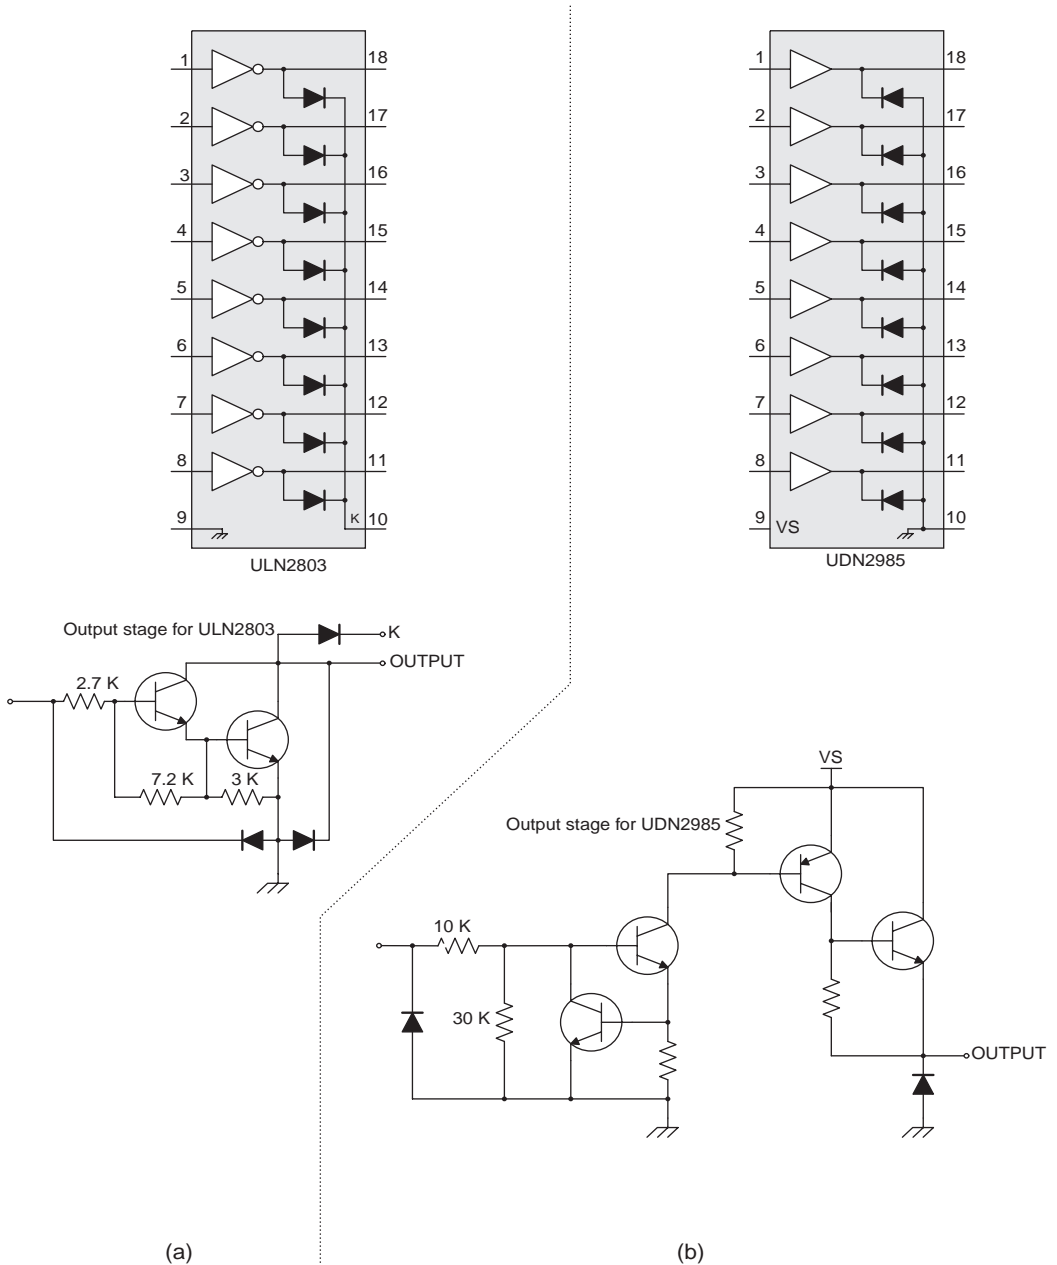 1 18
2 17
3 16
4 15
5 14
6 13
7 12
8 11
9 K 10
ULN2803
Output stage for ULN2803
K
OUTPUT
2.7 K
7.2 K 3 K
(a)
1 18
2 17
3 16
4 15
5 14
6 13
7 12
8 11
9 VS 10
UDN2985
VS
Output stage for UDN2985
10 K
30 K
OUTPUT
(b)